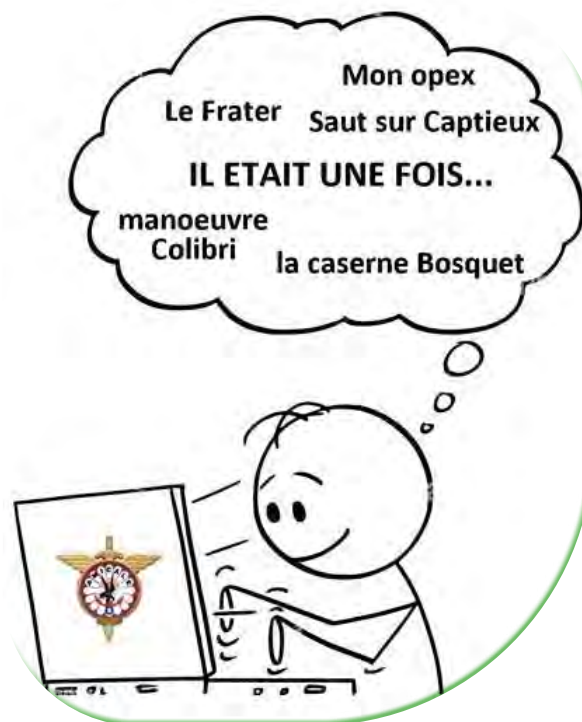 Mon opex
Le Frater
Saut sur Captieux
IL ETAIT UNE FOIS...
manoeuvre
Colibri
la caserne Bosquet